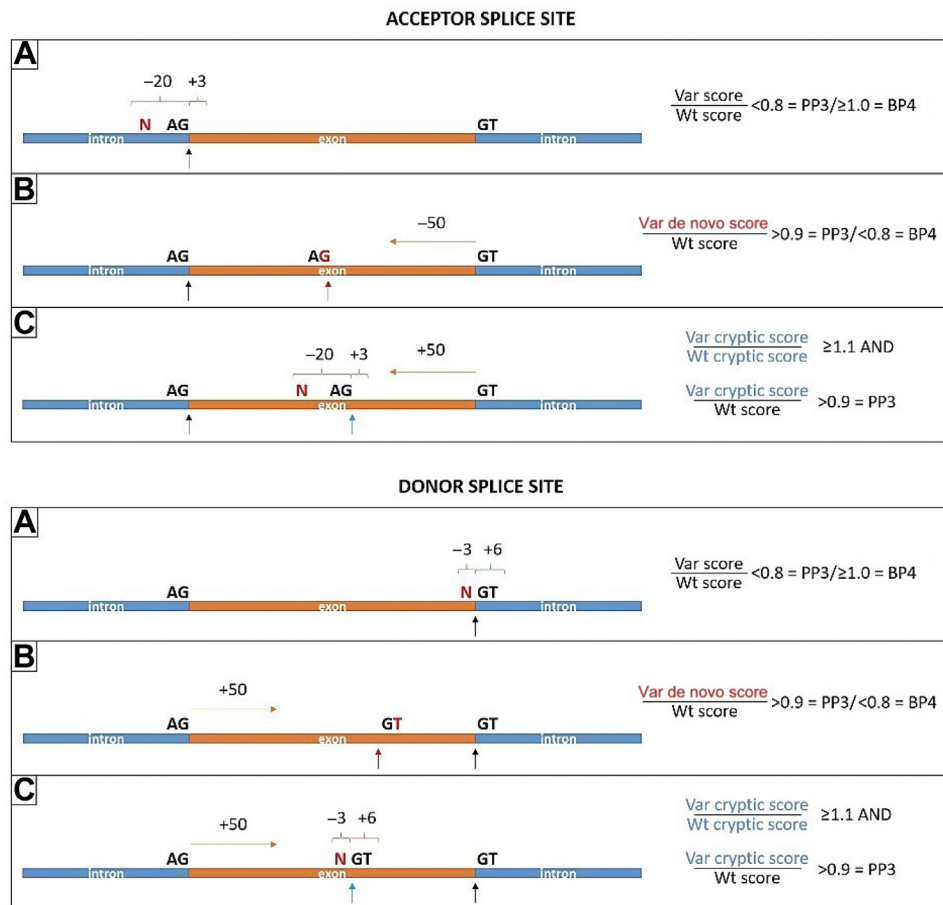 ACCEPTOR SPLICE SITE
A
−20 +3
N AG GT
intron exon intron
Var score
Wt score
<0.8 = PP3/≥1.0 = BP4
B
−50
AG AG GT
intron exon intron
Var de novo score
Wt score
>0.9 = PP3/<0.8 = BP4
C
−20 +3 +50
AG N AG GT
intron exon intron
Var cryptic score
Wt cryptic score
≥1.1 AND
Var cryptic score
Wt score
>0.9 = PP3
DONOR SPLICE SITE
A
−3 +6
AG N GT
intron exon intron
Var score
Wt score
<0.8 = PP3/≥1.0 = BP4
B
+50
AG GT GT
intron exon intron
Var de novo score
Wt score
>0.9 = PP3/<0.8 = BP4
C
+50 −3 +6
AG N GT GT
intron exon intron
Var cryptic score
Wt cryptic score
≥1.1 AND
Var cryptic score
Wt score
>0.9 = PP3